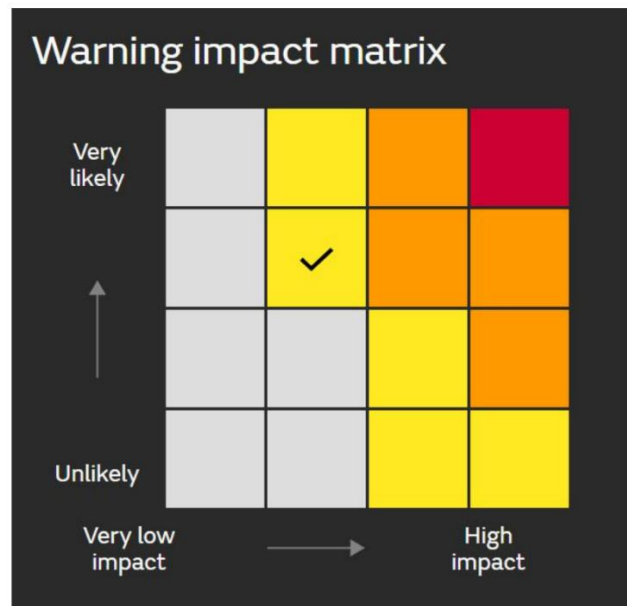 Warning impact matrix
Very
likely
Unlikely
Very low
impact
High
impact